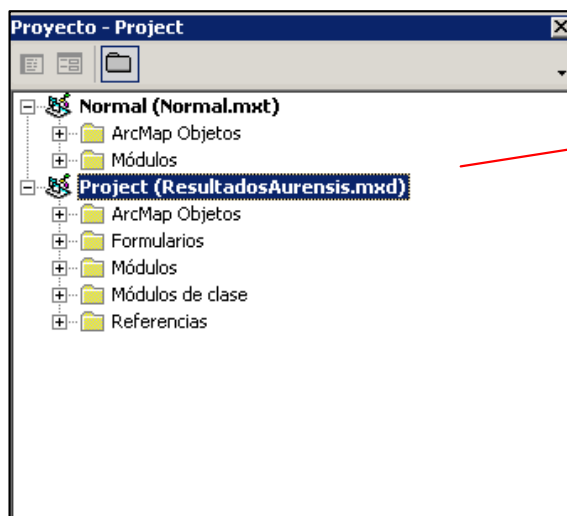 Proyecto - Project
Normal (Normal.mxt)
ArcMap Objetos
Módulos
Project (ResultadosAurensis.mxd)
ArcMap Objetos
Formularios
Módulos
Módulos de clase
Referencias